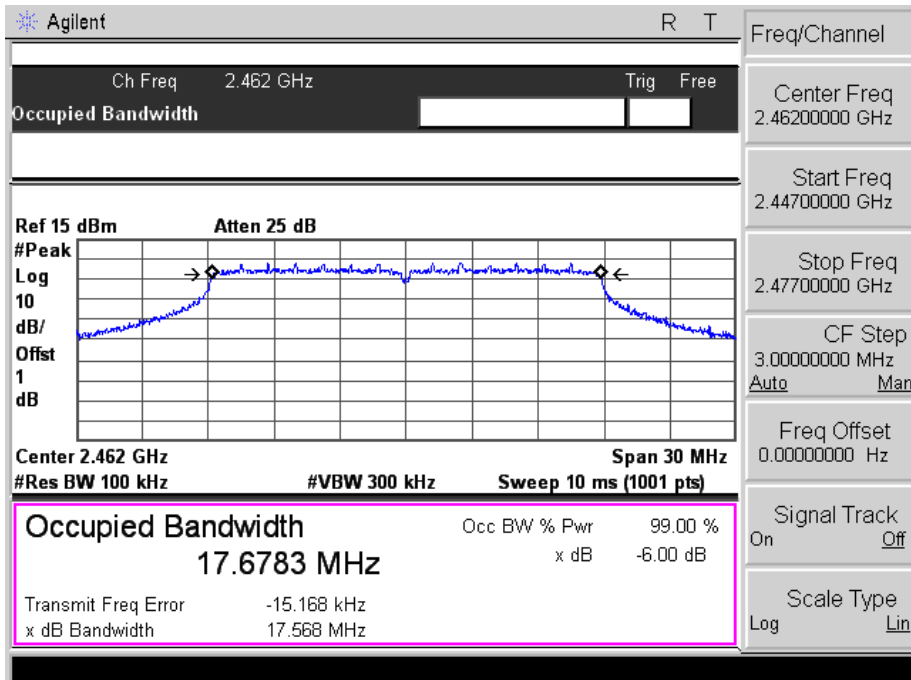 Agilent R T
Ch Freq 2.462 GHz Trig Free
Occupied Bandwidth
Ref 15 dBm Atten 25 dB
#Peak
Log
10
dB/
Offst
1
dB
Center 2.462 GHz Span 30 MHz
#Res BW 100 kHz #VBW 300 kHz Sweep 10 ms (1001 pts)
Occupied Bandwidth Occ BW % Pwr 99.00 %
17.6783 MHz x dB -6.00 dB
Transmit Freq Error -15.168 kHz
x dB Bandwidth 17.568 MHz
Freq/Channel
Center Freq
2.46200000 GHz
Start Freq
2.44700000 GHz
Stop Freq
2.47700000 GHz
CF Step
3.00000000 MHz
Auto Man
Freq Offset
0.00000000 Hz
Signal Track
On Off
Scale Type
Log Lin